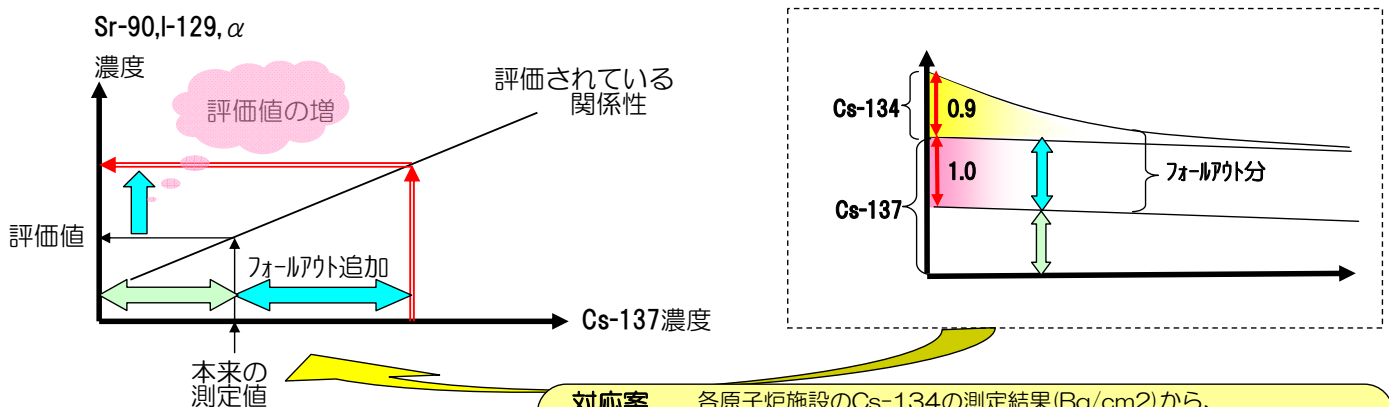 Sr-90,I-129,α
濃度
評価値の増
評価されている
関係性
評価値
フォールアウト追加
Cs-137濃度
本来の
測定値
Cs-134
0.9
1.0
Cs-137
フォールアウト分
対応案 各原子炉施設のCs-134の測定結果(Bq/cm2)から、